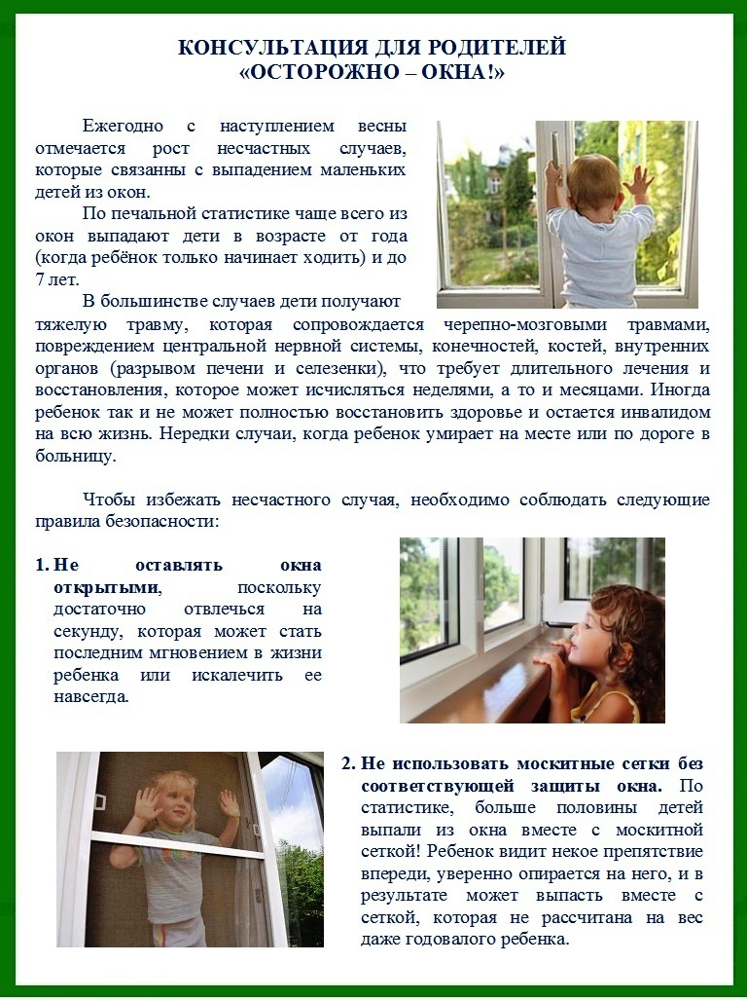 КОНСУЛЬТАЦИЯ ДЛЯ РОДИТЕЛЕЙ
«ОСТОРОЖНО – ОКНА!»
Ежегодно с наступлением весны
отмечается рост несчастных случаев,
которые связанны с выпадением маленьких
детей из окон.
По печальной статистике чаще всего из
окон выпадают дети в возрасте от года
(когда ребёнок только начинает ходить) и до
7 лет.
В большинстве случаев дети получают
тяжелую травму, которая сопровождается черепно-мозговыми травмами,
повреждением центральной нервной системы, конечностей, костей, внутренних
органов (разрывом печени и селезенки), что требует длительного лечения и
восстановления, которое может исчисляться неделями, а то и месяцами. Иногда
ребенок так и не может полностью восстановить здоровье и остается инвалидом
на всю жизнь. Нередки случаи, когда ребенок умирает на месте или по дороге в
больницу.
Чтобы избежать несчастного случая, необходимо соблюдать следующие
правила безопасности:
1. Не оставлять окна
открытыми, поскольку
достаточно отвлечься на
секунду, которая может стать
последним мгновением в жизни
ребенка или искалечить ее
навсегда.
2. Не использовать москитные сетки без
соответствующей защиты окна. По
статистике, больше половины детей
выпали из окна вместе с москитной
сеткой! Ребенок видит некое препятствие
впереди, уверенно опирается на него, и в
результате может выпасть вместе с
сеткой, которая не рассчитана на вес
даже годовалого ребенка.